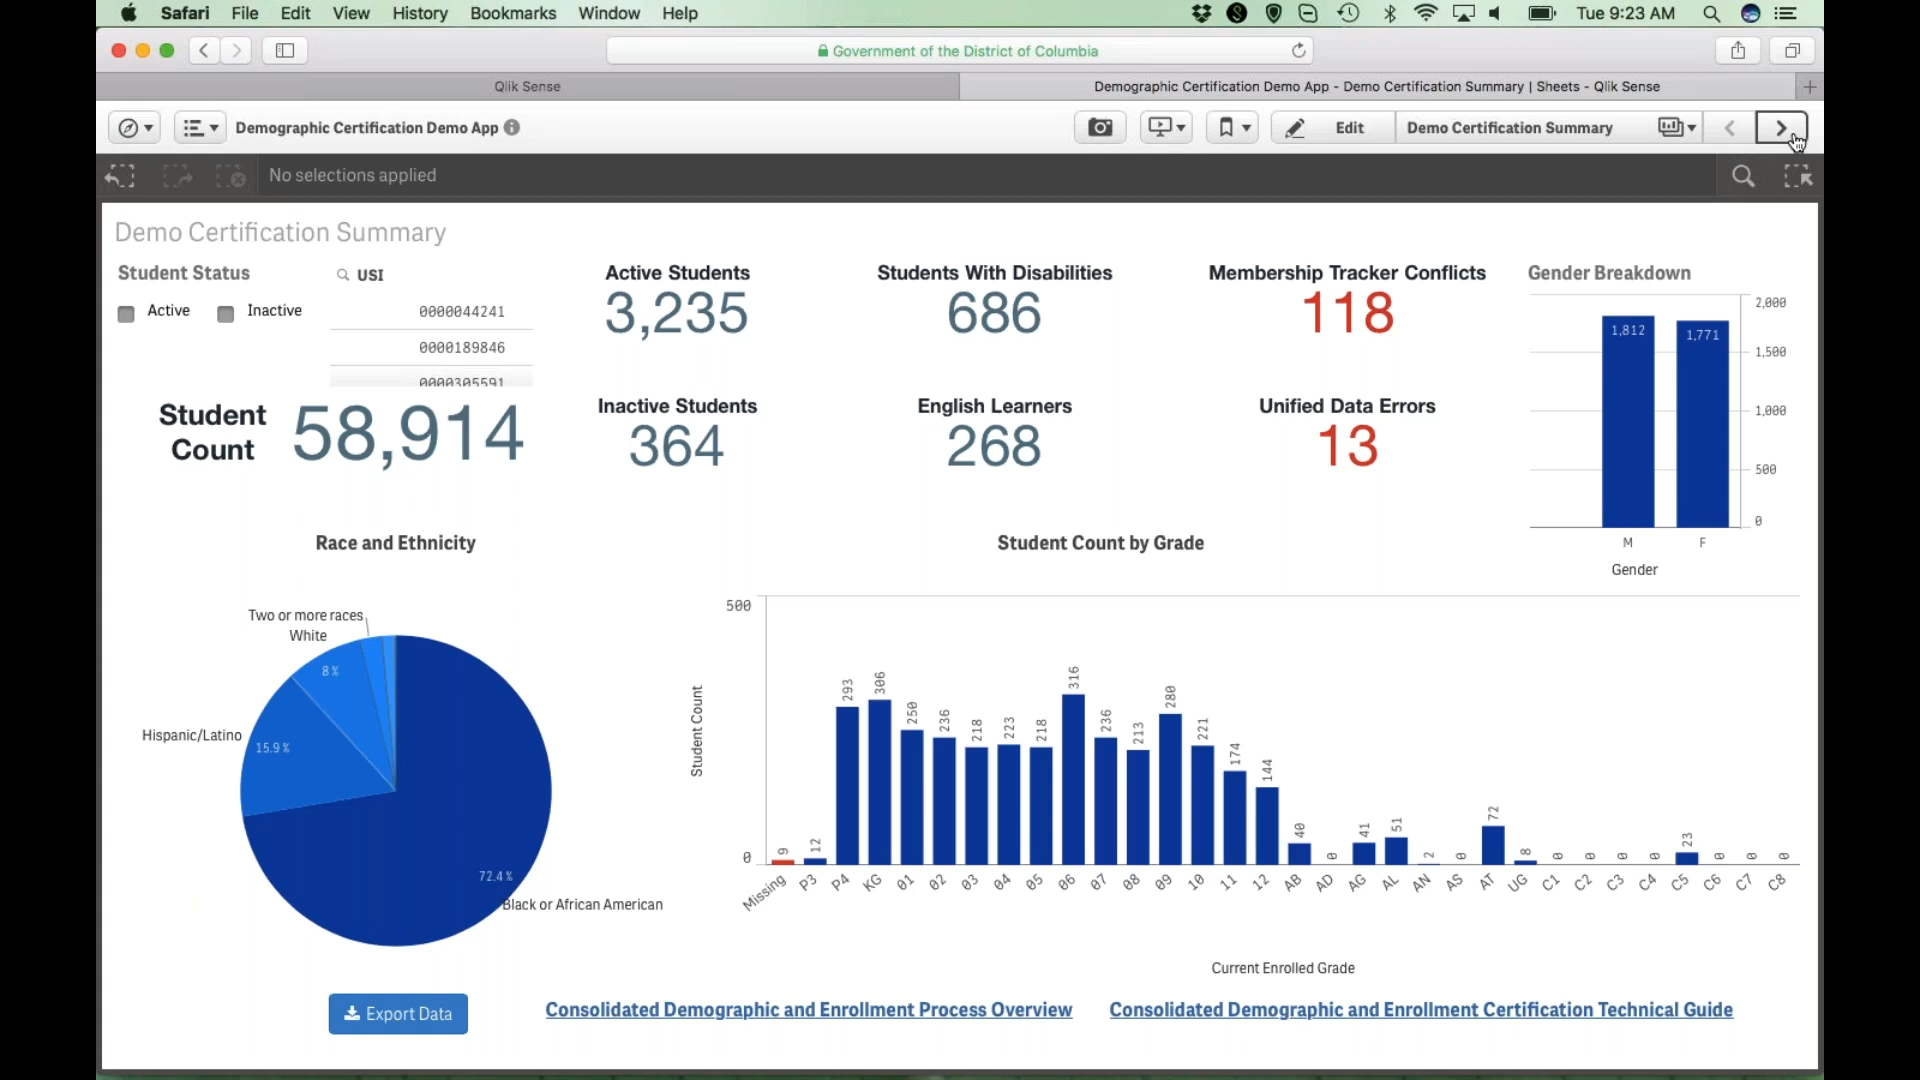 Safari File Edit View History Bookmarks Window Help Tue 9:23 AM
Government of the District of Columbia
Qlik Sense Demographic Certification Demo App - Demo Certification Summary | Sheets - Qlik Sense
Demographic Certification Demo App Edit Demo Certification Summary
No selections applied
Demo Certification Summary
Student Status
Active Inactive
USI
0000044241
0000189846
0000305591
Student Count 58,914
Active Students
3,235
Students With Disabilities
686
Membership Tracker Conflicts
118
Inactive Students
364
English Learners
268
Unified Data Errors
13
Gender Breakdown
2,000
1,500
1,000
500
0
1,812 1,771
M F
Gender
Race and Ethnicity
Two or more races
White
8%
Hispanic/Latino
15.9%
72.4%
Black or African American
Student Count by Grade
500
0
Student Count
9 12 293 306 250 236 218 223 218 316 236 213 280 221 174 144 40 0 41 51 2 0 72 8 0 0 0 0 23 0 0 0
Missing P3 P4 KG 01 02 03 04 05 06 07 08 09 10 11 12 AB AD AG AL AN AS AT UG C1 C2 C3 C4 C5 C6 C7 C8
Current Enrolled Grade
Export Data
Consolidated Demographic and Enrollment Process Overview
Consolidated Demographic and Enrollment Certification Technical Guide